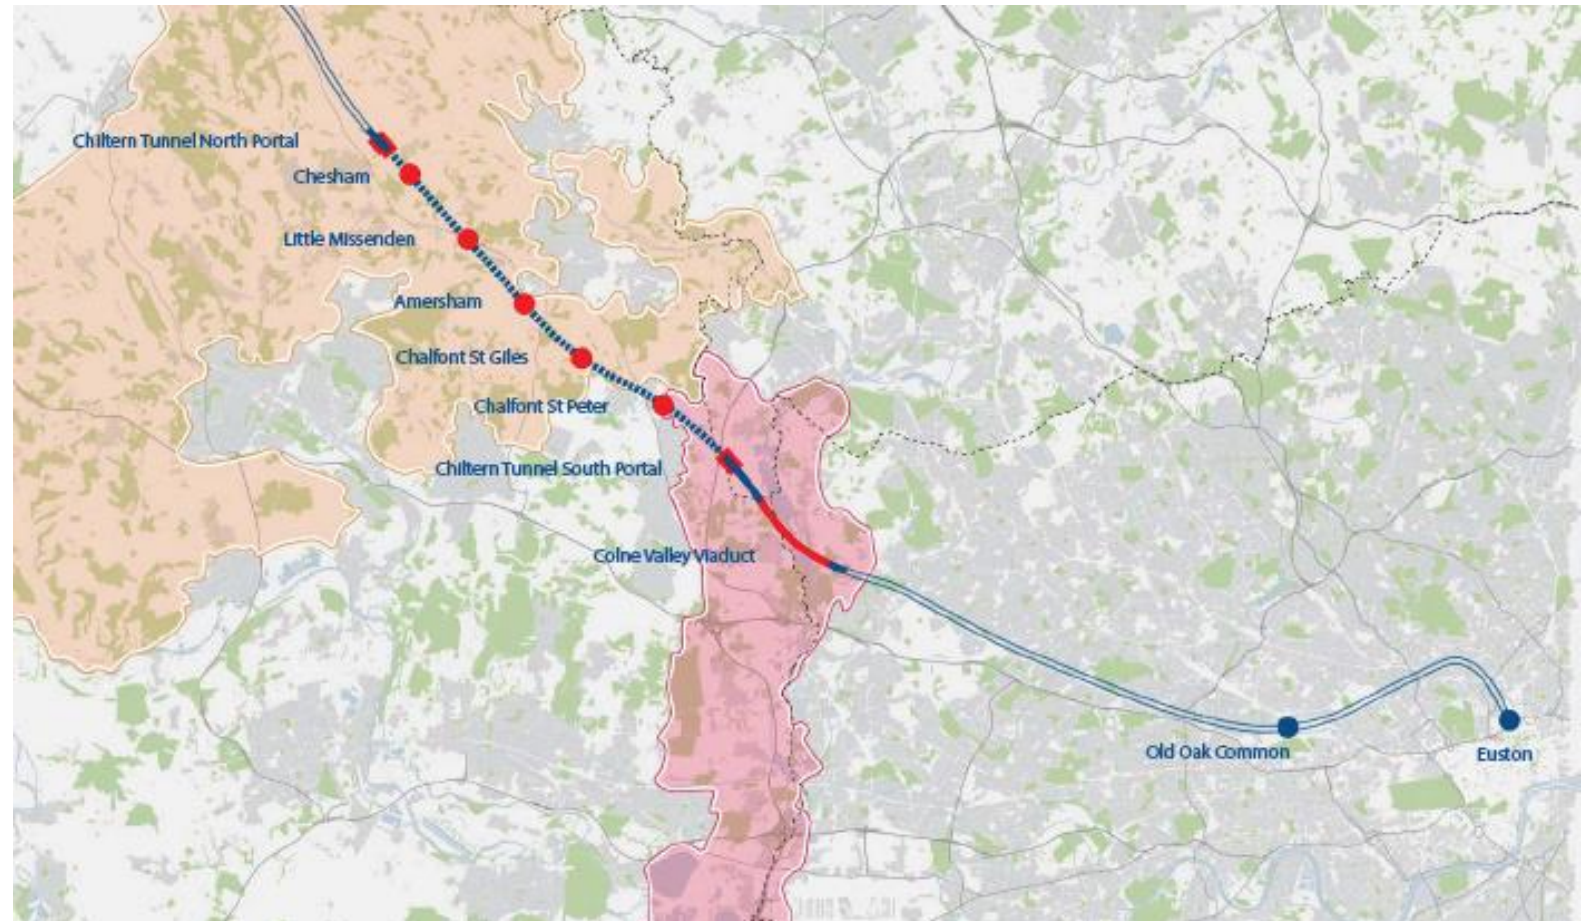 Chiltern Tunnel North Portal
Chesham
Little Missenden
Amersham
Chalfont St Giles
Chalfont St Peter
Chiltern Tunnel South Portal
Colne Valley Viaduct
Old Oak Common
Euston